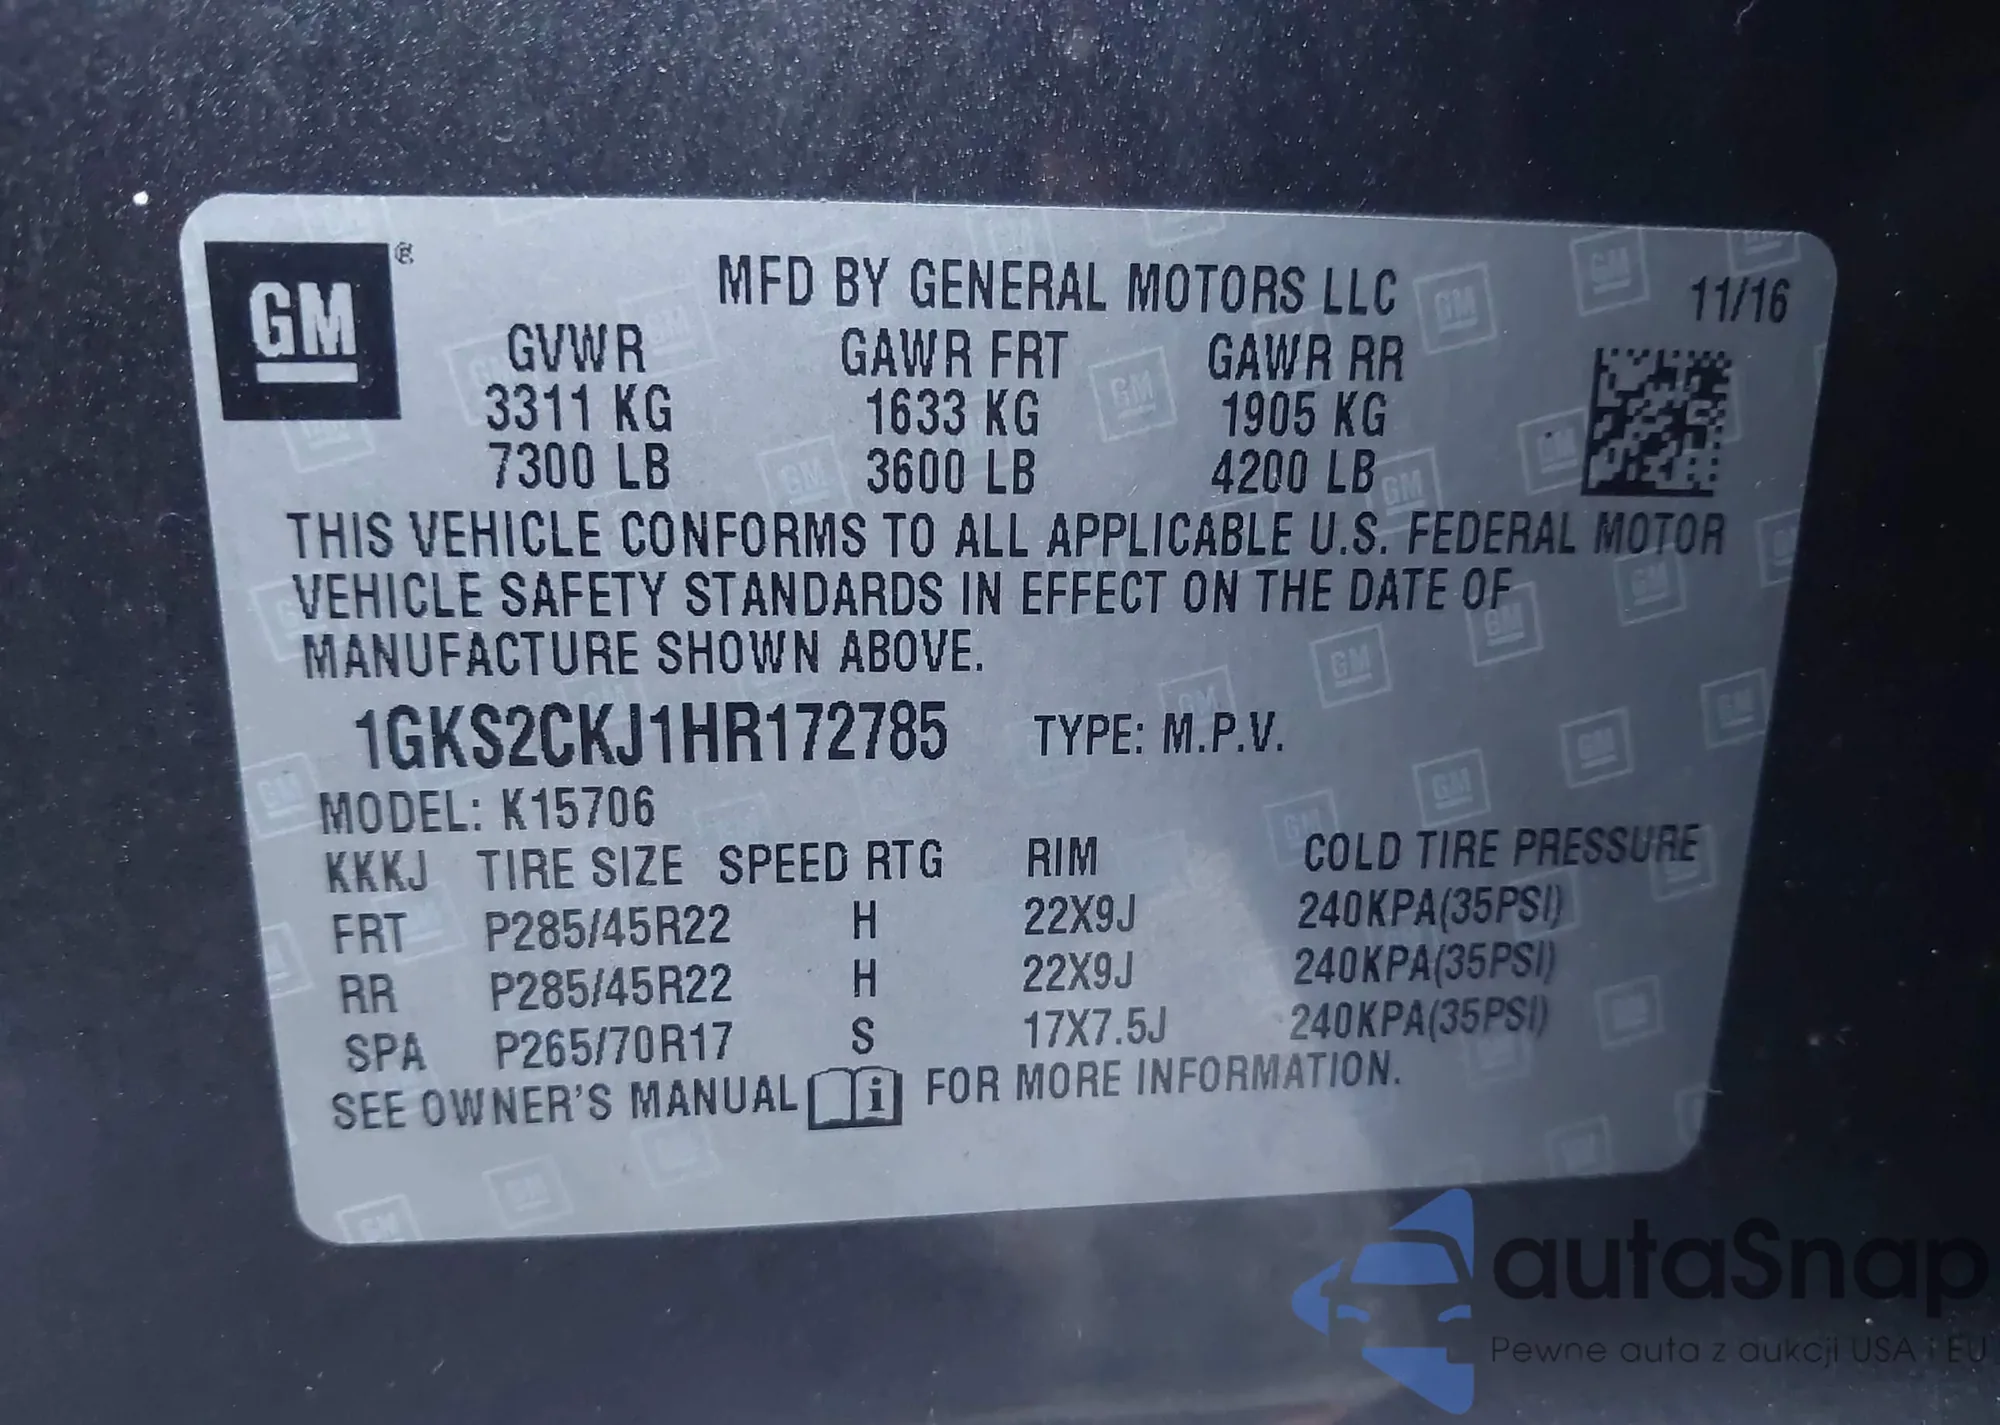 GM ®
MFD BY GENERAL MOTORS LLC 11/16
GVWR GAWR FRT GAWR RR
3311 KG 1633 KG 1905 KG
7300 LB 3600 LB 4200 LB
THIS VEHICLE CONFORMS TO ALL APPLICABLE U.S. FEDERAL MOTOR
VEHICLE SAFETY STANDARDS IN EFFECT ON THE DATE OF
MANUFACTURE SHOWN ABOVE.
1GKS2CKJ1HR172785 TYPE: M.P.V.
MODEL: K15706
KKKJ TIRE SIZE SPEED RTG RIM COLD TIRE PRESSURE
FRT P285/45R22 H 22X9J 240KPA(35PSI)
RR P285/45R22 H 22X9J 240KPA(35PSI)
SPA P265/70R17 S 17X7.5J 240KPA(35PSI)
SEE OWNER'S MANUAL i FOR MORE INFORMATION.
autaSnap
Pewne auta z aukcji USA i EU